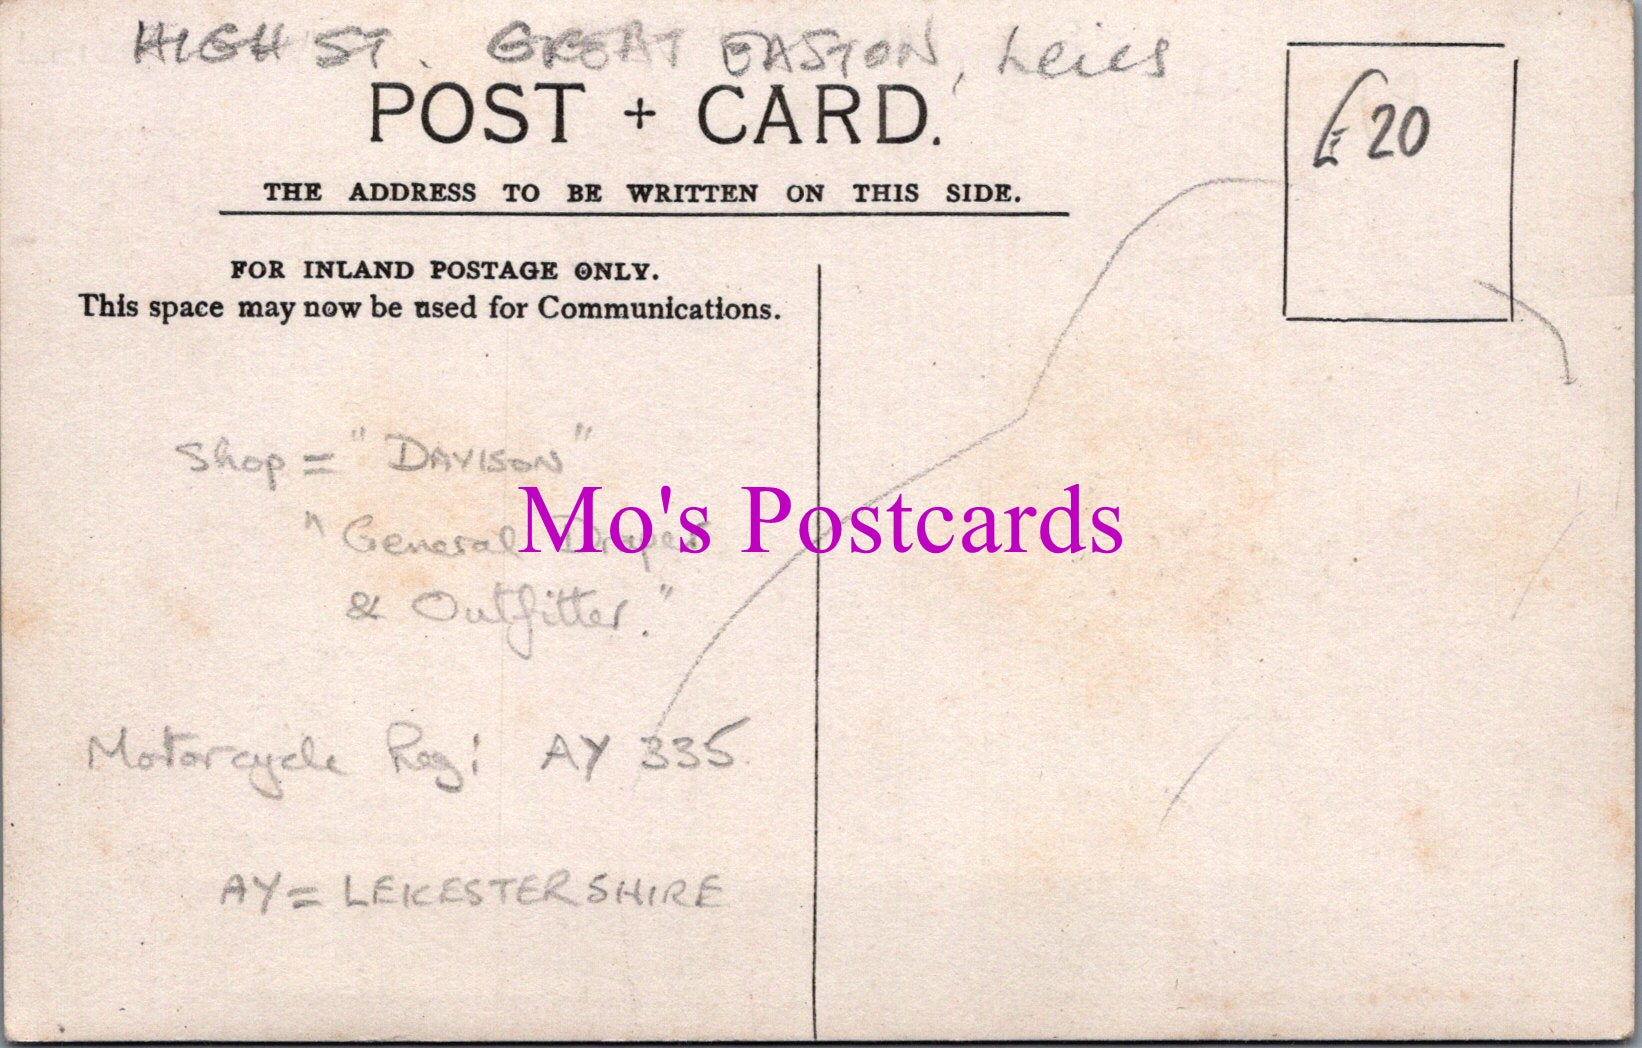 HIGH ST. GREAT EASTON, Leics
POST + CARD.
£20
THE ADDRESS TO BE WRITTEN ON THIS SIDE.
FOR INLAND POSTAGE ONLY.
This space may now be used for Communications.
Shop = "DAVISON"
Mo's Postcards
"General Draper
& Outfitter."
Motorcycle Reg: AY 335
AY = LEICESTERSHIRE